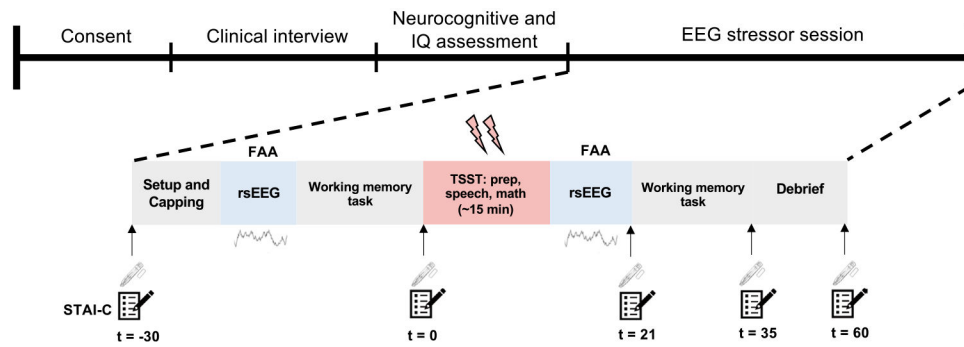 Consent
Clinical interview
Neurocognitive and
IQ assessment
EEG stressor session
FAA
FAA
Setup and
Capping
rsEEG
Working memory
task
TSST: prep,
speech, math
(~15 min)
rsEEG
Working memory
task
Debrief
STAI-C
t = -30
t = 0
t = 21
t = 35
t = 60